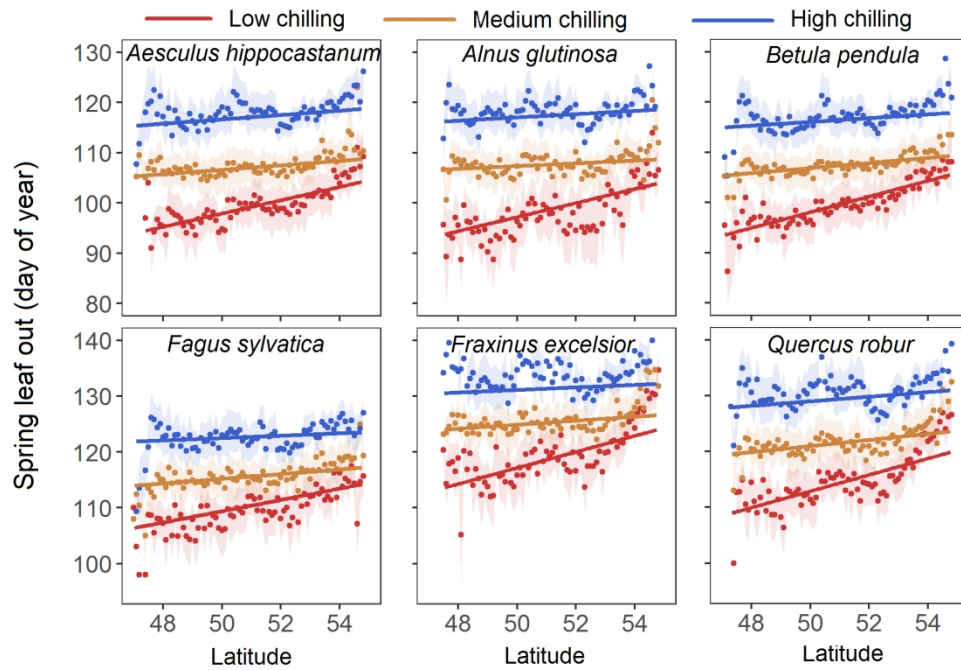 Low chilling Medium chilling High chilling
Aesculus hippocastanum Alnus glutinosa Betula pendula
130
120
110
100
90
80
Fagus sylvatica Fraxinus excelsior Quercus robur
140
130
120
110
100
Spring leaf out (day of year)
48 50 52 54 48 50 52 54 48 50 52 54
Latitude Latitude Latitude